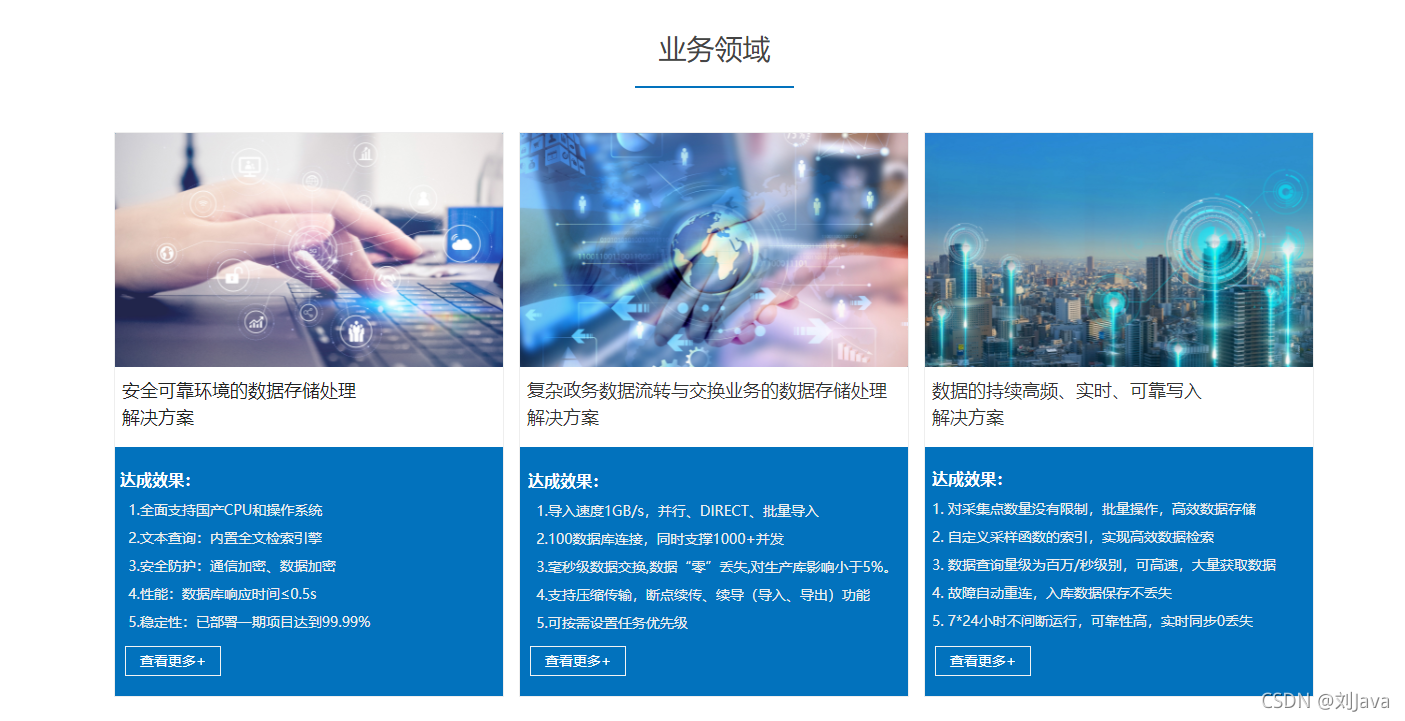 业务领域
安全可靠环境的数据存储处理
解决方案
达成效果：
1.全面支持国产CPU和操作系统
2.文本查询：内置全文检索引擎
3.安全防护：通信加密、数据加密
4.性能：数据库响应时间≤0.5s
5.稳定性：已部署一期项目达到99.99%
查看更多+
复杂政务数据流转与交换业务的数据存储处理
解决方案
达成效果：
1.导入速度1GB/s，并行、DIRECT、批量导入
2.100数据库连接，同时支撑1000+并发
3.毫秒级数据交换,数据“零”丢失,对生产库影响小于5%。
4.支持压缩传输，断点续传、续导（导入、导出）功能
5.可按需设置任务优先级
查看更多+
数据的持续高频、实时、可靠写入
解决方案
达成效果：
1. 对采集点数量没有限制，批量操作，高效数据存储
2. 自定义采样函数的索引，实现高效数据检索
3. 数据查询量级为百万/秒级别，可高速，大量获取数据
4. 故障自动重连，入库数据保存不丢失
5. 7*24小时不间断运行，可靠性高，实时同步0丢失
查看更多+
CSDN @刘Java